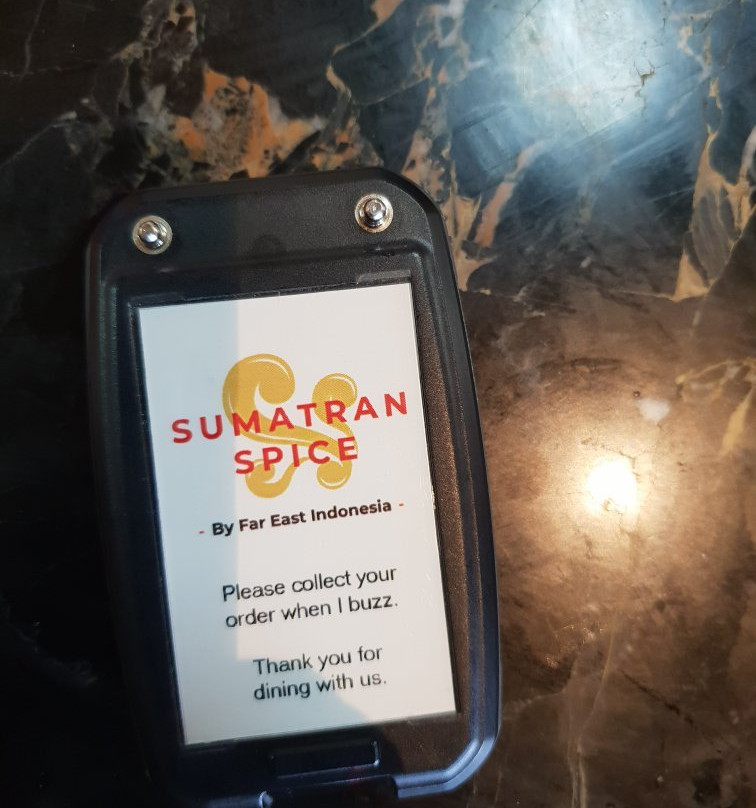 SUMATRAN
SPICE
- By Far East Indonesia -
Please collect your
order when I buzz.
Thank you for
dining with us.